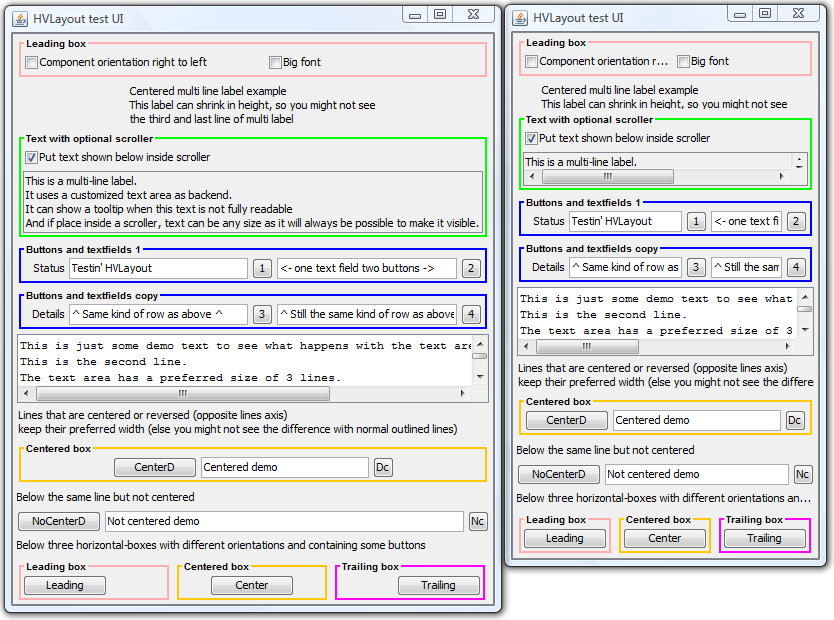 HVLayout test UI
Leading box
Component orientation right to left
Big font
Centered multi line label example
This label can shrink in height, so you might not see
the third and last line of multi label
Text with optional scroller
Put text shown below inside scroller
This is a multi-line label.
It uses a customized text area as backend.
It can show a tooltip when this text is not fully readable
And if place inside a scroller, text can be any size as it will always be possible to make it visible.
Buttons and textfields 1
Status Testin' HVLayout 1 <- one text field two buttons -> 2
Buttons and textfields copy
Details ^ Same kind of row as above ^ 3 ^ Still the same kind of row as above 4
This is just some demo text to see what happens with the text are
This is the second line.
The text area has a preferred size of 3 lines.
Lines that are centered or reversed (opposite lines axis)
keep their preferred width (else you might not see the difference with normal outlined lines)
Centered box
CenterD Centered demo Dc
Below the same line but not centered
NoCenterD Not centered demo Nc
Below three horizontal-boxes with different orientations and containing some buttons
Leading box Centered box Trailing box
Leading Center Trailing
HVLayout test UI
Leading box
Component orientation r... Big font
Centered multi line label example
This label can shrink in height, so you might not see
Text with optional scroller
Put text shown below inside scroller
This is a multi-line label.
Buttons and textfields 1
Status Testin' HVLayout 1 <- one text fi 2
Buttons and textfields copy
Details ^ Same kind of row as 3 ^ Still the sam 4
This is just some demo text to see what
This is the second line.
The text area has a preferred size of 3
Lines that are centered or reversed (opposite lines axis)
keep their preferred width (else you might not see the differe
Centered box
CenterD Centered demo Dc
Below the same line but not centered
NoCenterD Not centered demo Nc
Below three horizontal-boxes with different orientations an...
Leading box Centered box Trailing box
Leading Center Trailing